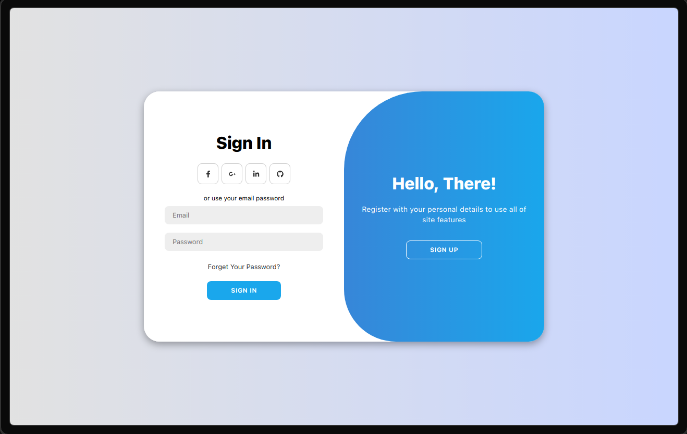 Sign In
f
G+
in
or use your email password
Email
Password
Forget Your Password?
SIGN IN
Hello, There!
Register with your personal details to use all of
site features
SIGN UP